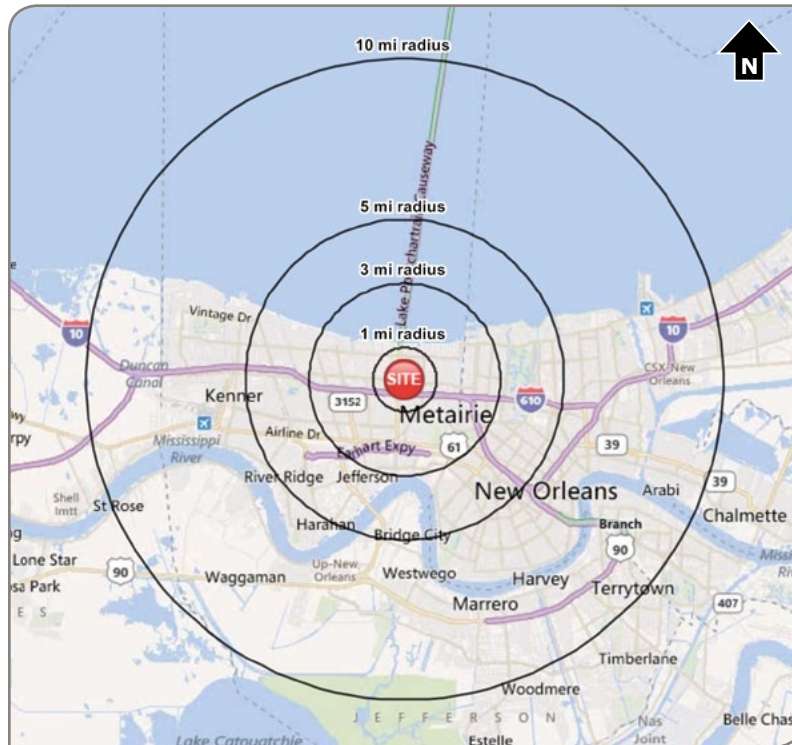 10 mi radius
N
5 mi radius
Lake Pontchartrain Causeway
3 mi radius
Vintage Dr
1 mi radius
10
10
Duncan
Canal
SITE
CSX-New
Orleans
Kenner
3152
Metairie
610
Airline Dr
Earhart Expy
61
39
Mississippi
River
River Ridge
Jefferson
39
Shell
Imtt
St Rose
New Orleans
Arabi
Harahan
Bridge City
Branch
Chalmette
90
Lone Star
90
Waggaman
Up-New
Orleans
Westwego
Harvey
Terrytown
Marrero
407
Timberlane
Woodmere
JEFFERSON
Lake Catouatchie
Estelle
Nas
Joint
Belle Chas